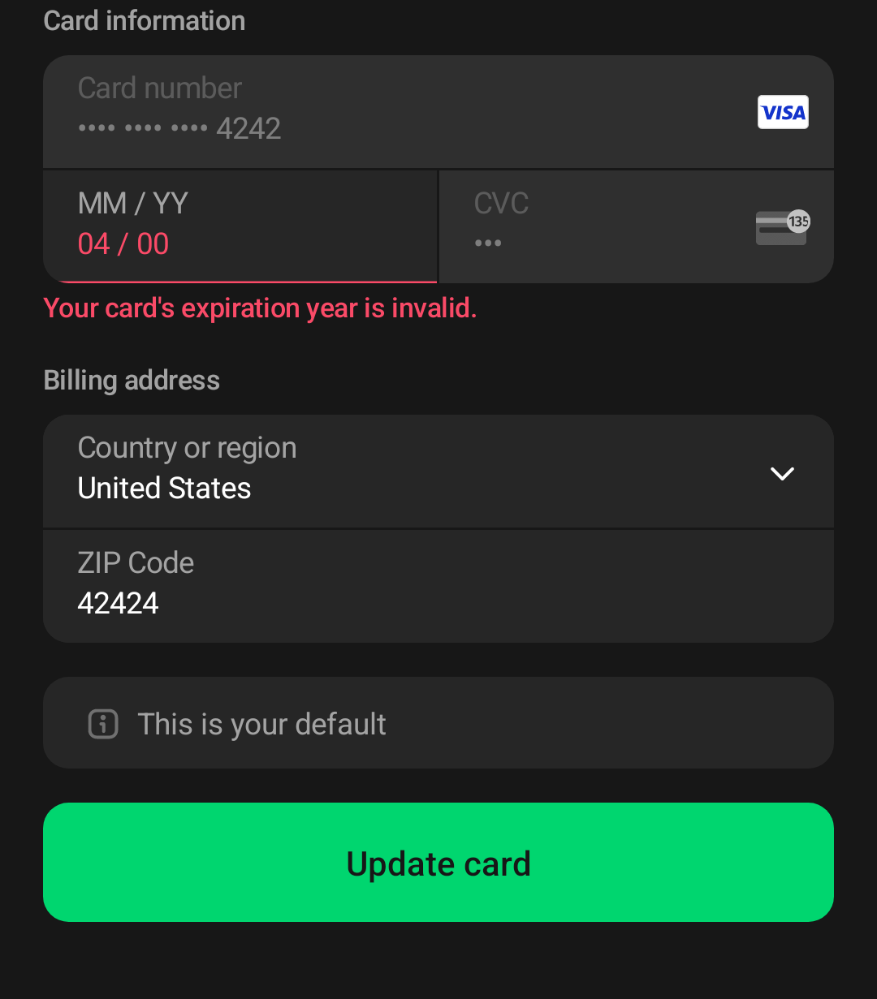 Card information
Card number
•••• •••• •••• 4242
VISA
MM / YY
04 / 00
CVC
•••
135
Your card's expiration year is invalid.
Billing address
Country or region
United States
ZIP Code
42424
This is your default
Update card